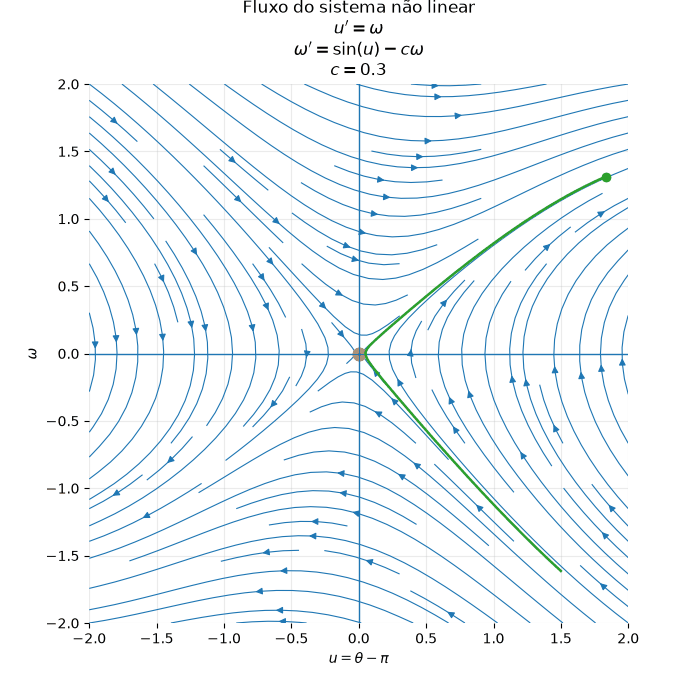 Fluxo do sistema não linear
u′ = ω
ω′ = sin(u) − cω
c = 0.3
2.0
1.5
1.0
0.5
0.0
−0.5
−1.0
−1.5
−2.0
ω
−2.0 −1.5 −1.0 −0.5 0.0 0.5 1.0 1.5 2.0
u = θ − π